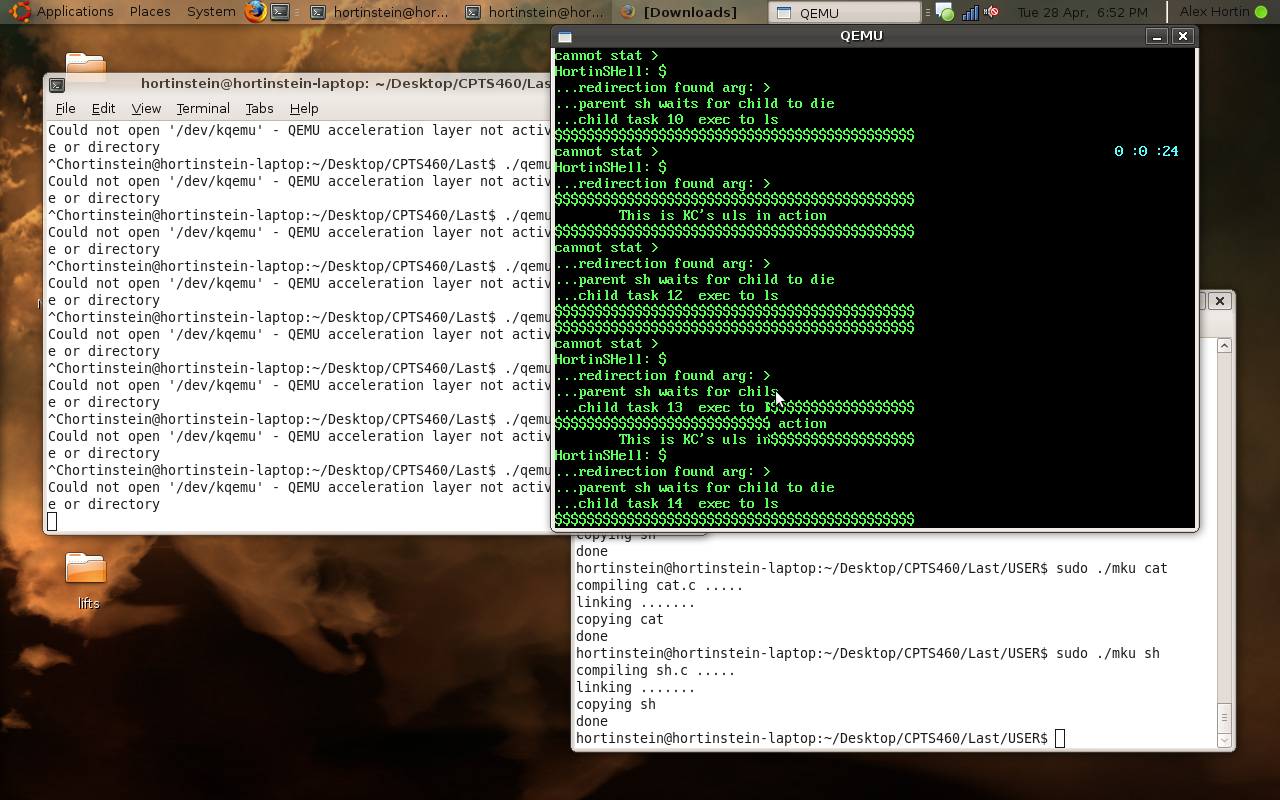 Applications Places System hortinstein@hor... hortinstein@hor... [Downloads] QEMU Tue 28 Apr, 6:52 PM Alex Hortin
hortinstein@hortinstein-laptop: ~/Desktop/CPTS460/Las
File Edit View Terminal Tabs Help
Could not open '/dev/kqemu' - QEMU acceleration layer not activ
e or directory
^Chortinstein@hortinstein-laptop:~/Desktop/CPTS460/Last$ ./qemu
Could not open '/dev/kqemu' - QEMU acceleration layer not activ
e or directory
^Chortinstein@hortinstein-laptop:~/Desktop/CPTS460/Last$ ./qemu
Could not open '/dev/kqemu' - QEMU acceleration layer not activ
e or directory
^Chortinstein@hortinstein-laptop:~/Desktop/CPTS460/Last$ ./qemu
Could not open '/dev/kqemu' - QEMU acceleration layer not activ
e or directory
^Chortinstein@hortinstein-laptop:~/Desktop/CPTS460/Last$ ./qemu
Could not open '/dev/kqemu' - QEMU acceleration layer not activ
e or directory
^Chortinstein@hortinstein-laptop:~/Desktop/CPTS460/Last$ ./qemu
Could not open '/dev/kqemu' - QEMU acceleration layer not activ
e or directory
^Chortinstein@hortinstein-laptop:~/Desktop/CPTS460/Last$ ./qemu
Could not open '/dev/kqemu' - QEMU acceleration layer not activ
e or directory
^Chortinstein@hortinstein-laptop:~/Desktop/CPTS460/Last$ ./qemu
Could not open '/dev/kqemu' - QEMU acceleration layer not activ
e or directory
QEMU
cannot stat >
HortinSHell: $
...redirection found arg: >
...parent sh waits for child to die
...child task 10  exec to ls
$$$$$$$$$$$$$$$$$$$$$$$$$$$$$$$$$$$$$$$$$$$$$
cannot stat > 0 :0 :24
HortinSHell: $
...redirection found arg: >
$$$$$$$$$$$$$$$$$$$$$$$$$$$$$$$$$$$$$$$$$$$$$
This is KC's uls in action
$$$$$$$$$$$$$$$$$$$$$$$$$$$$$$$$$$$$$$$$$$$$$
cannot stat >
...redirection found arg: >
...parent sh waits for child to die
...child task 12  exec to ls
$$$$$$$$$$$$$$$$$$$$$$$$$$$$$$$$$$$$$$$$$$$$$
$$$$$$$$$$$$$$$$$$$$$$$$$$$$$$$$$$$$$$$$$$$$$
cannot stat >
HortinSHell: $
...redirection found arg: >
...parent sh waits for chils
...child task 13  exec to $$$$$$$$$$$$$$$$$$
$$$$$$$$$$$$$$$$$$$$$$$$$$$ action
This is KC's uls in$$$$$$$$$$$$$$$$$$
HortinSHell: $
...redirection found arg: >
...parent sh waits for child to die
...child task 14  exec to ls
$$$$$$$$$$$$$$$$$$$$$$$$$$$$$$$$$$$$$$$$$$$$$
copying sh
done
hortinstein@hortinstein-laptop:~/Desktop/CPTS460/Last/USER$ sudo ./mku cat
compiling cat.c .....
linking .......
copying cat
done
hortinstein@hortinstein-laptop:~/Desktop/CPTS460/Last/USER$ sudo ./mku sh
compiling sh.c .....
linking .......
copying sh
done
hortinstein@hortinstein-laptop:~/Desktop/CPTS460/Last/USER$
lifts